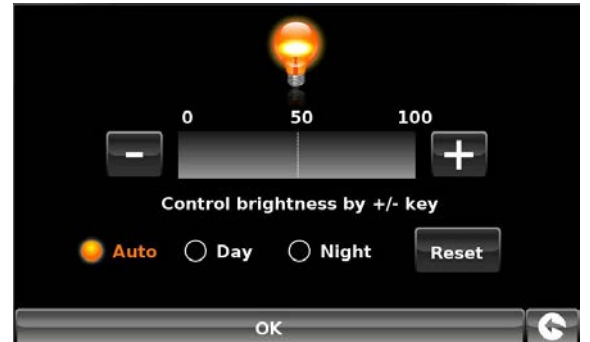 0 50 100
- +
Control brightness by +/- key
Auto Day Night Reset
OK